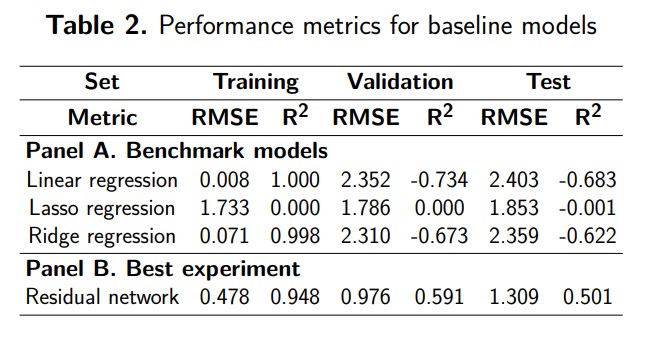 Table 2. Performance metrics for baseline models
Set Training Validation Test
Metric RMSE R² RMSE R² RMSE R²
Panel A. Benchmark models
Linear regression 0.008 1.000 2.352 -0.734 2.403 -0.683
Lasso regression 1.733 0.000 1.786 0.000 1.853 -0.001
Ridge regression 0.071 0.998 2.310 -0.673 2.359 -0.622
Panel B. Best experiment
Residual network 0.478 0.948 0.976 0.591 1.309 0.501